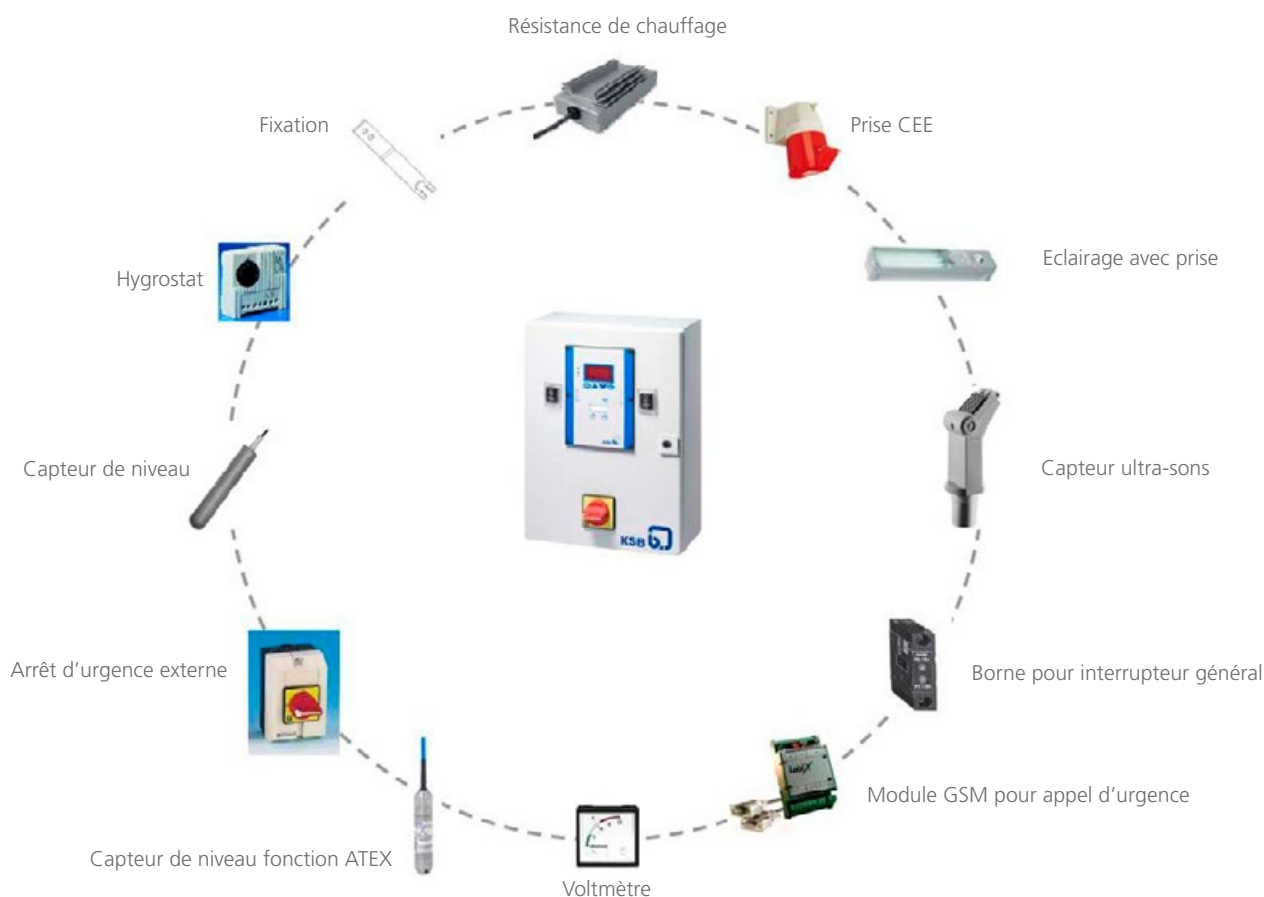 Résistance de chauffage
Fixation
Prise CEE
Hygrostat
Eclairage avec prise
Capteur de niveau
Capteur ultra-sons
KSB
Arrêt d'urgence externe
Borne pour interrupteur général
Module GSM pour appel d'urgence
Capteur de niveau fonction ATEX
Voltmètre